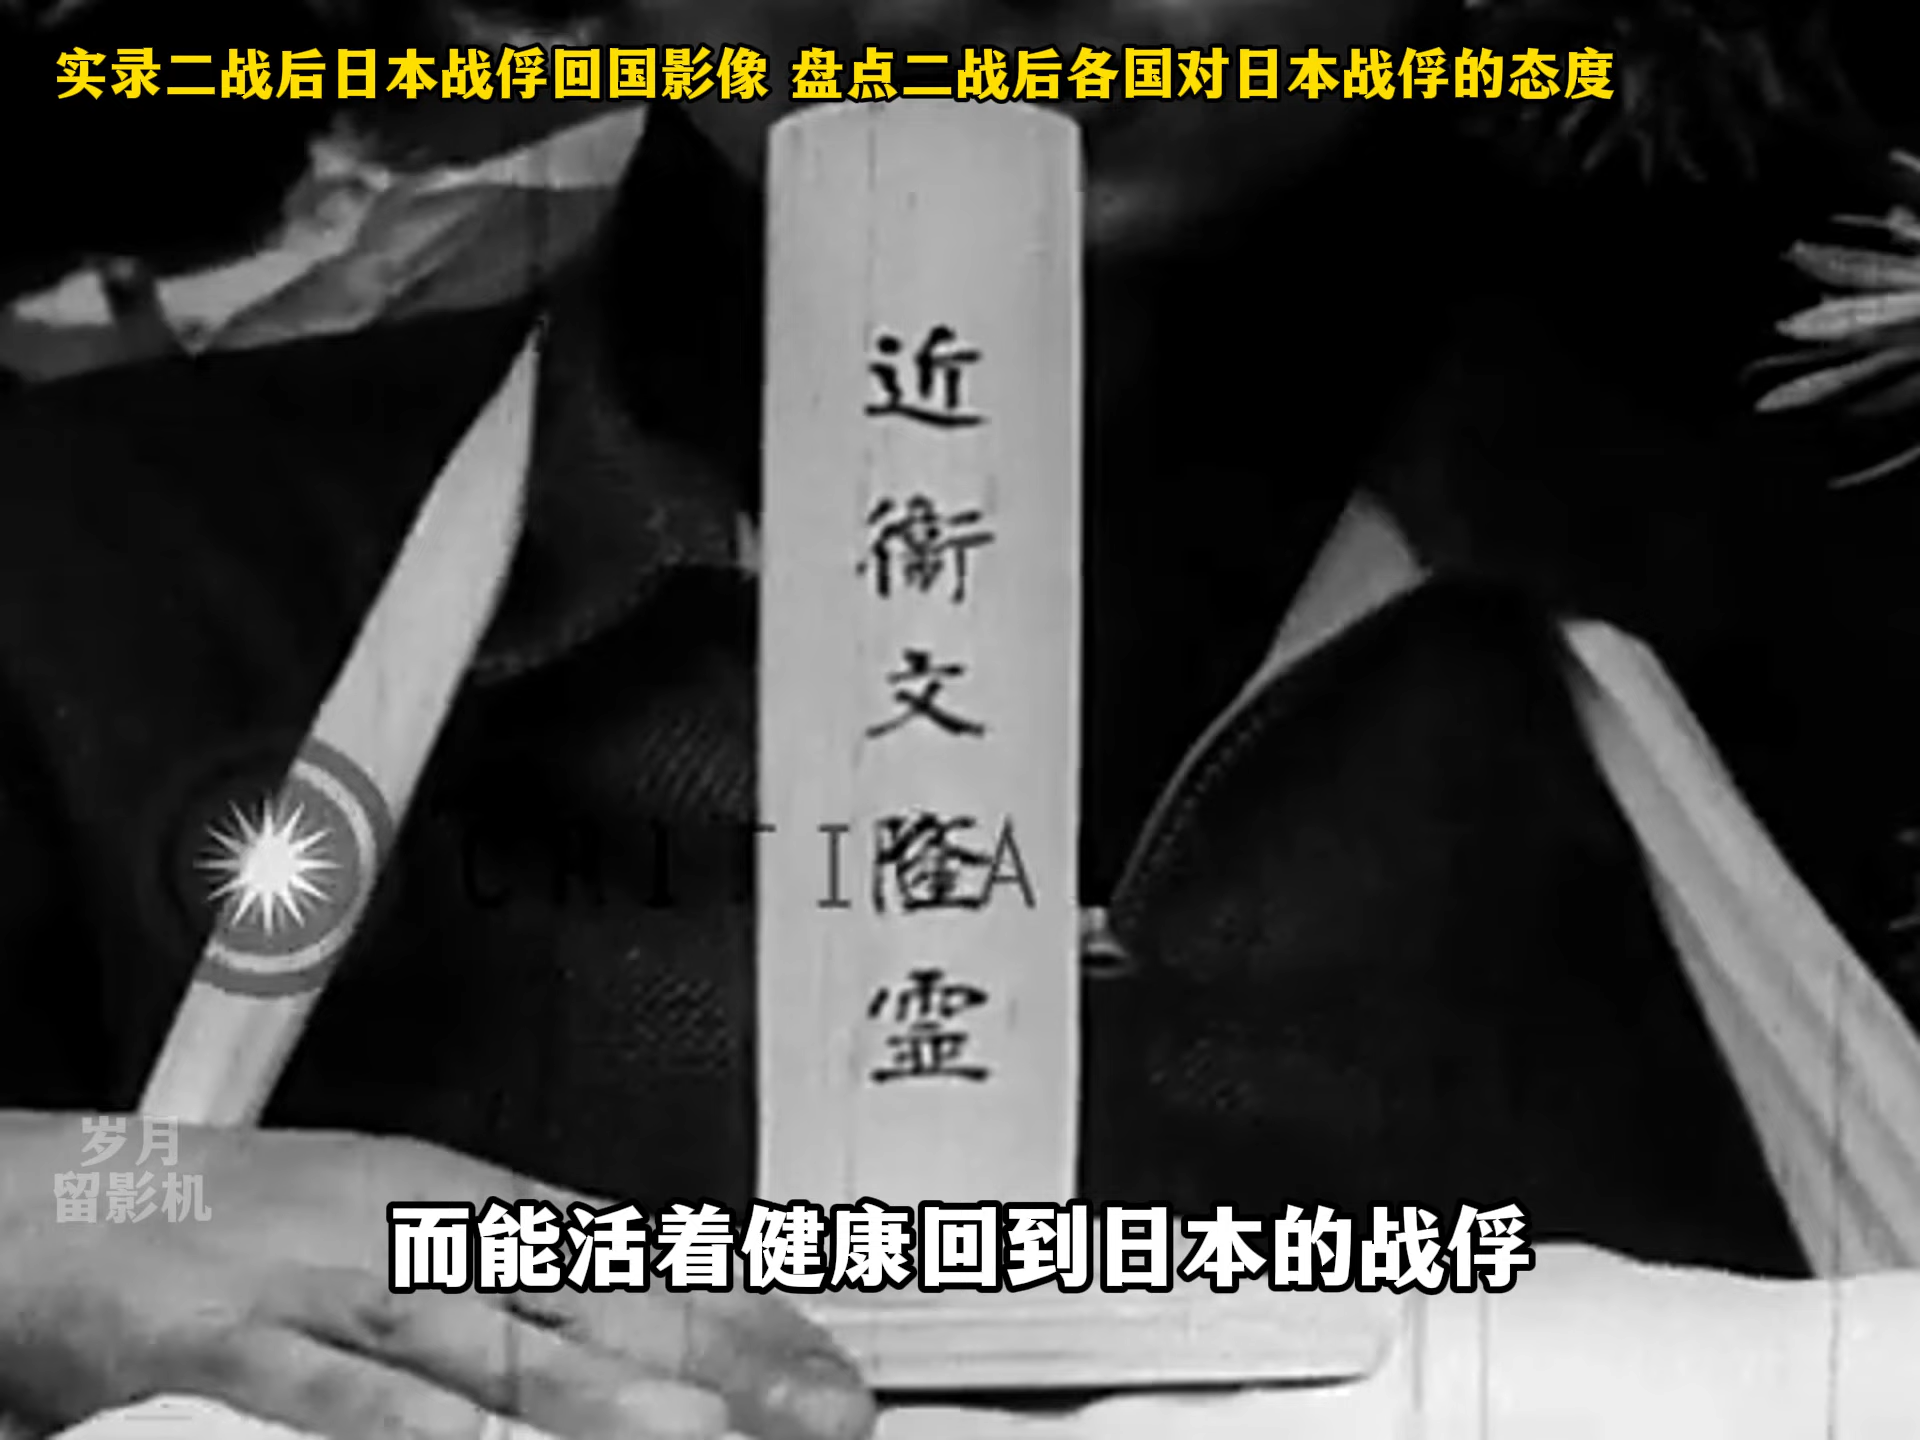 实录二战后日本战俘回国影像 盘点二战后各国对日本战俘的态度
近衞文隆霊
CRITI A
岁月
留影机
而能活着健康回到日本的战俘